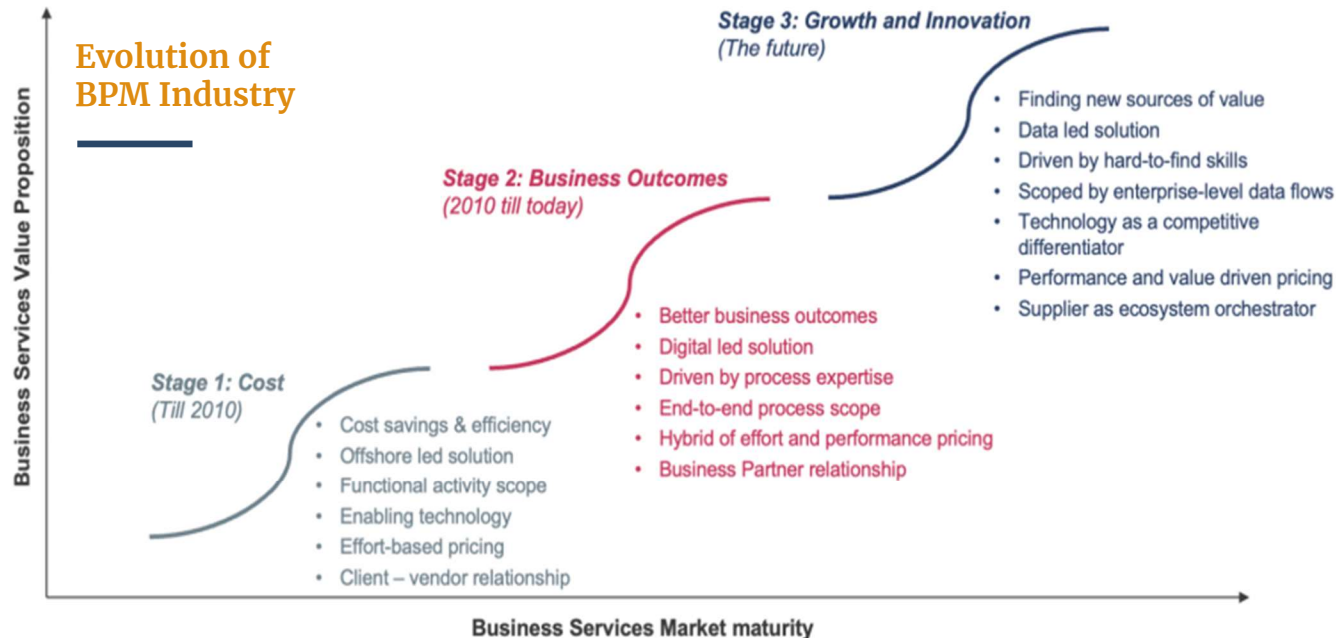 Evolution of
BPM Industry
Business Services Value Proposition
Stage 1: Cost
(Till 2010)
• Cost savings & efficiency
• Offshore led solution
• Functional activity scope
• Enabling technology
• Effort-based pricing
• Client – vendor relationship
Stage 2: Business Outcomes
(2010 till today)
• Better business outcomes
• Digital led solution
• Driven by process expertise
• End-to-end process scope
• Hybrid of effort and performance pricing
• Business Partner relationship
Stage 3: Growth and Innovation
(The future)
• Finding new sources of value
• Data led solution
• Driven by hard-to-find skills
• Scoped by enterprise-level data flows
• Technology as a competitive
differentiator
• Performance and value driven pricing
• Supplier as ecosystem orchestrator
Business Services Market maturity